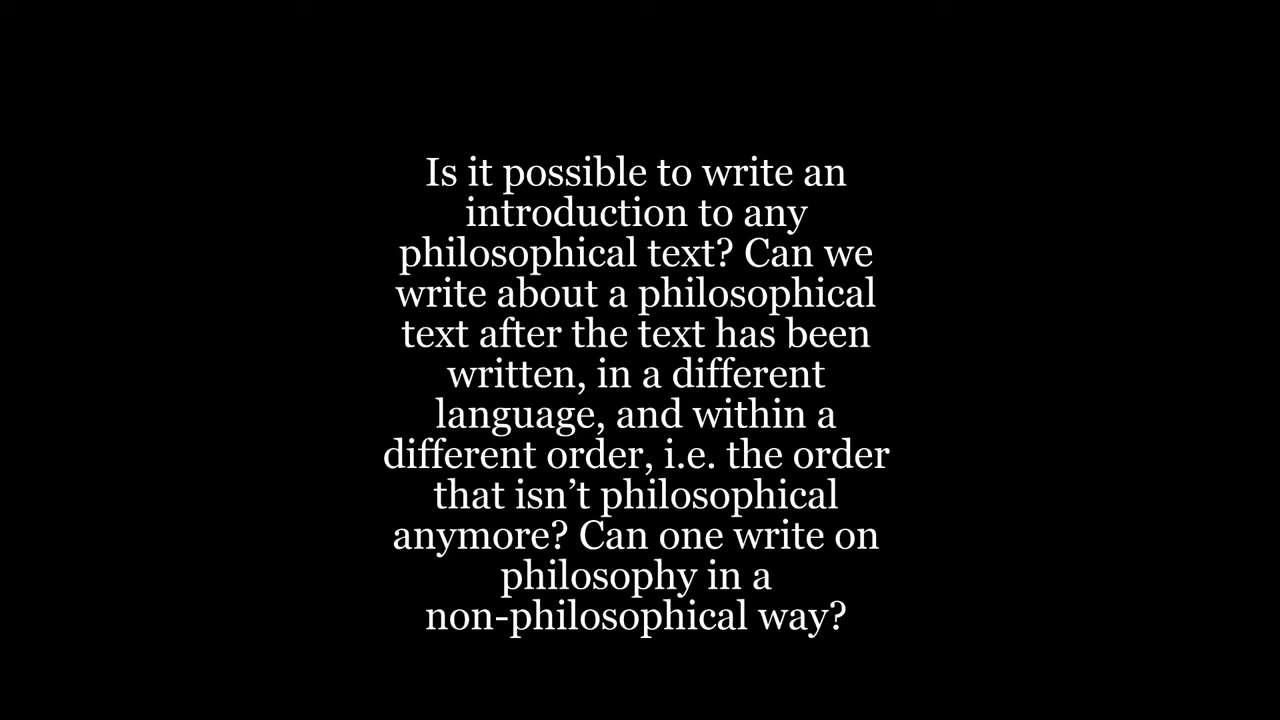 Is it possible to write an
introduction to any
philosophical text? Can we
write about a philosophical
text after the text has been
written, in a different
language, and within a
different order, i.e. the order
that isn’t philosophical
anymore? Can one write on
philosophy in a
non-philosophical way?